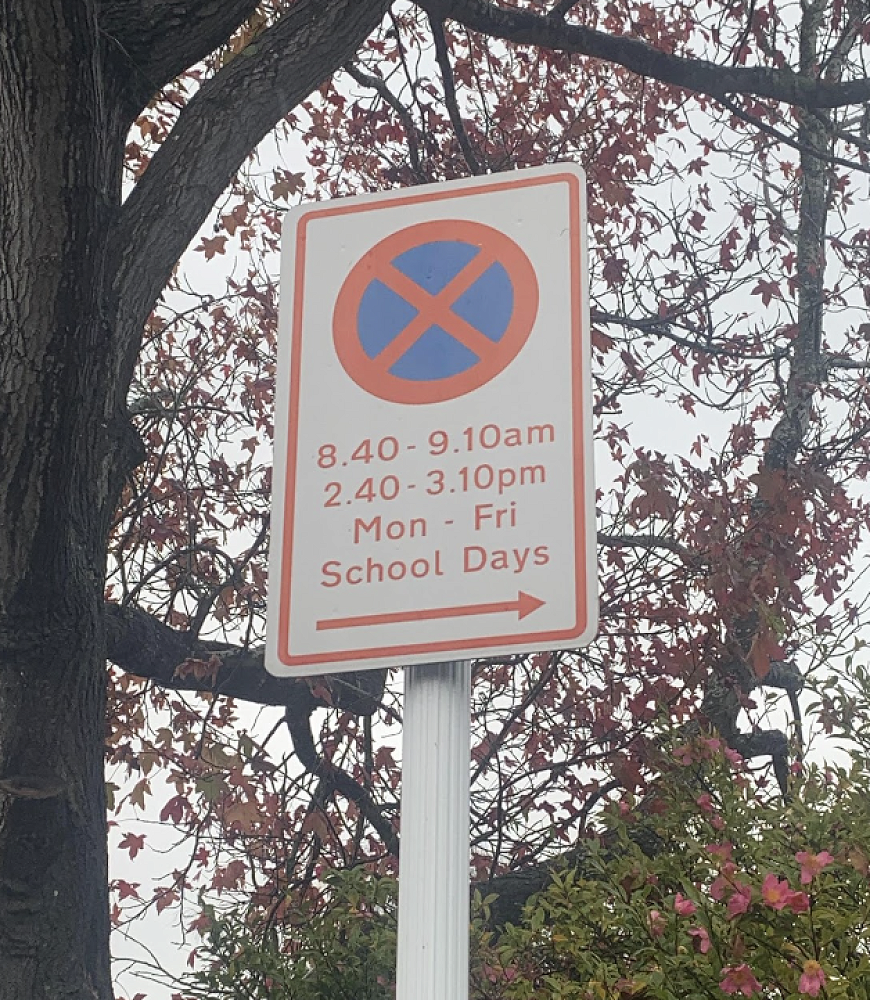 8.40 - 9.10am
2.40 - 3.10pm
Mon - Fri
School Days